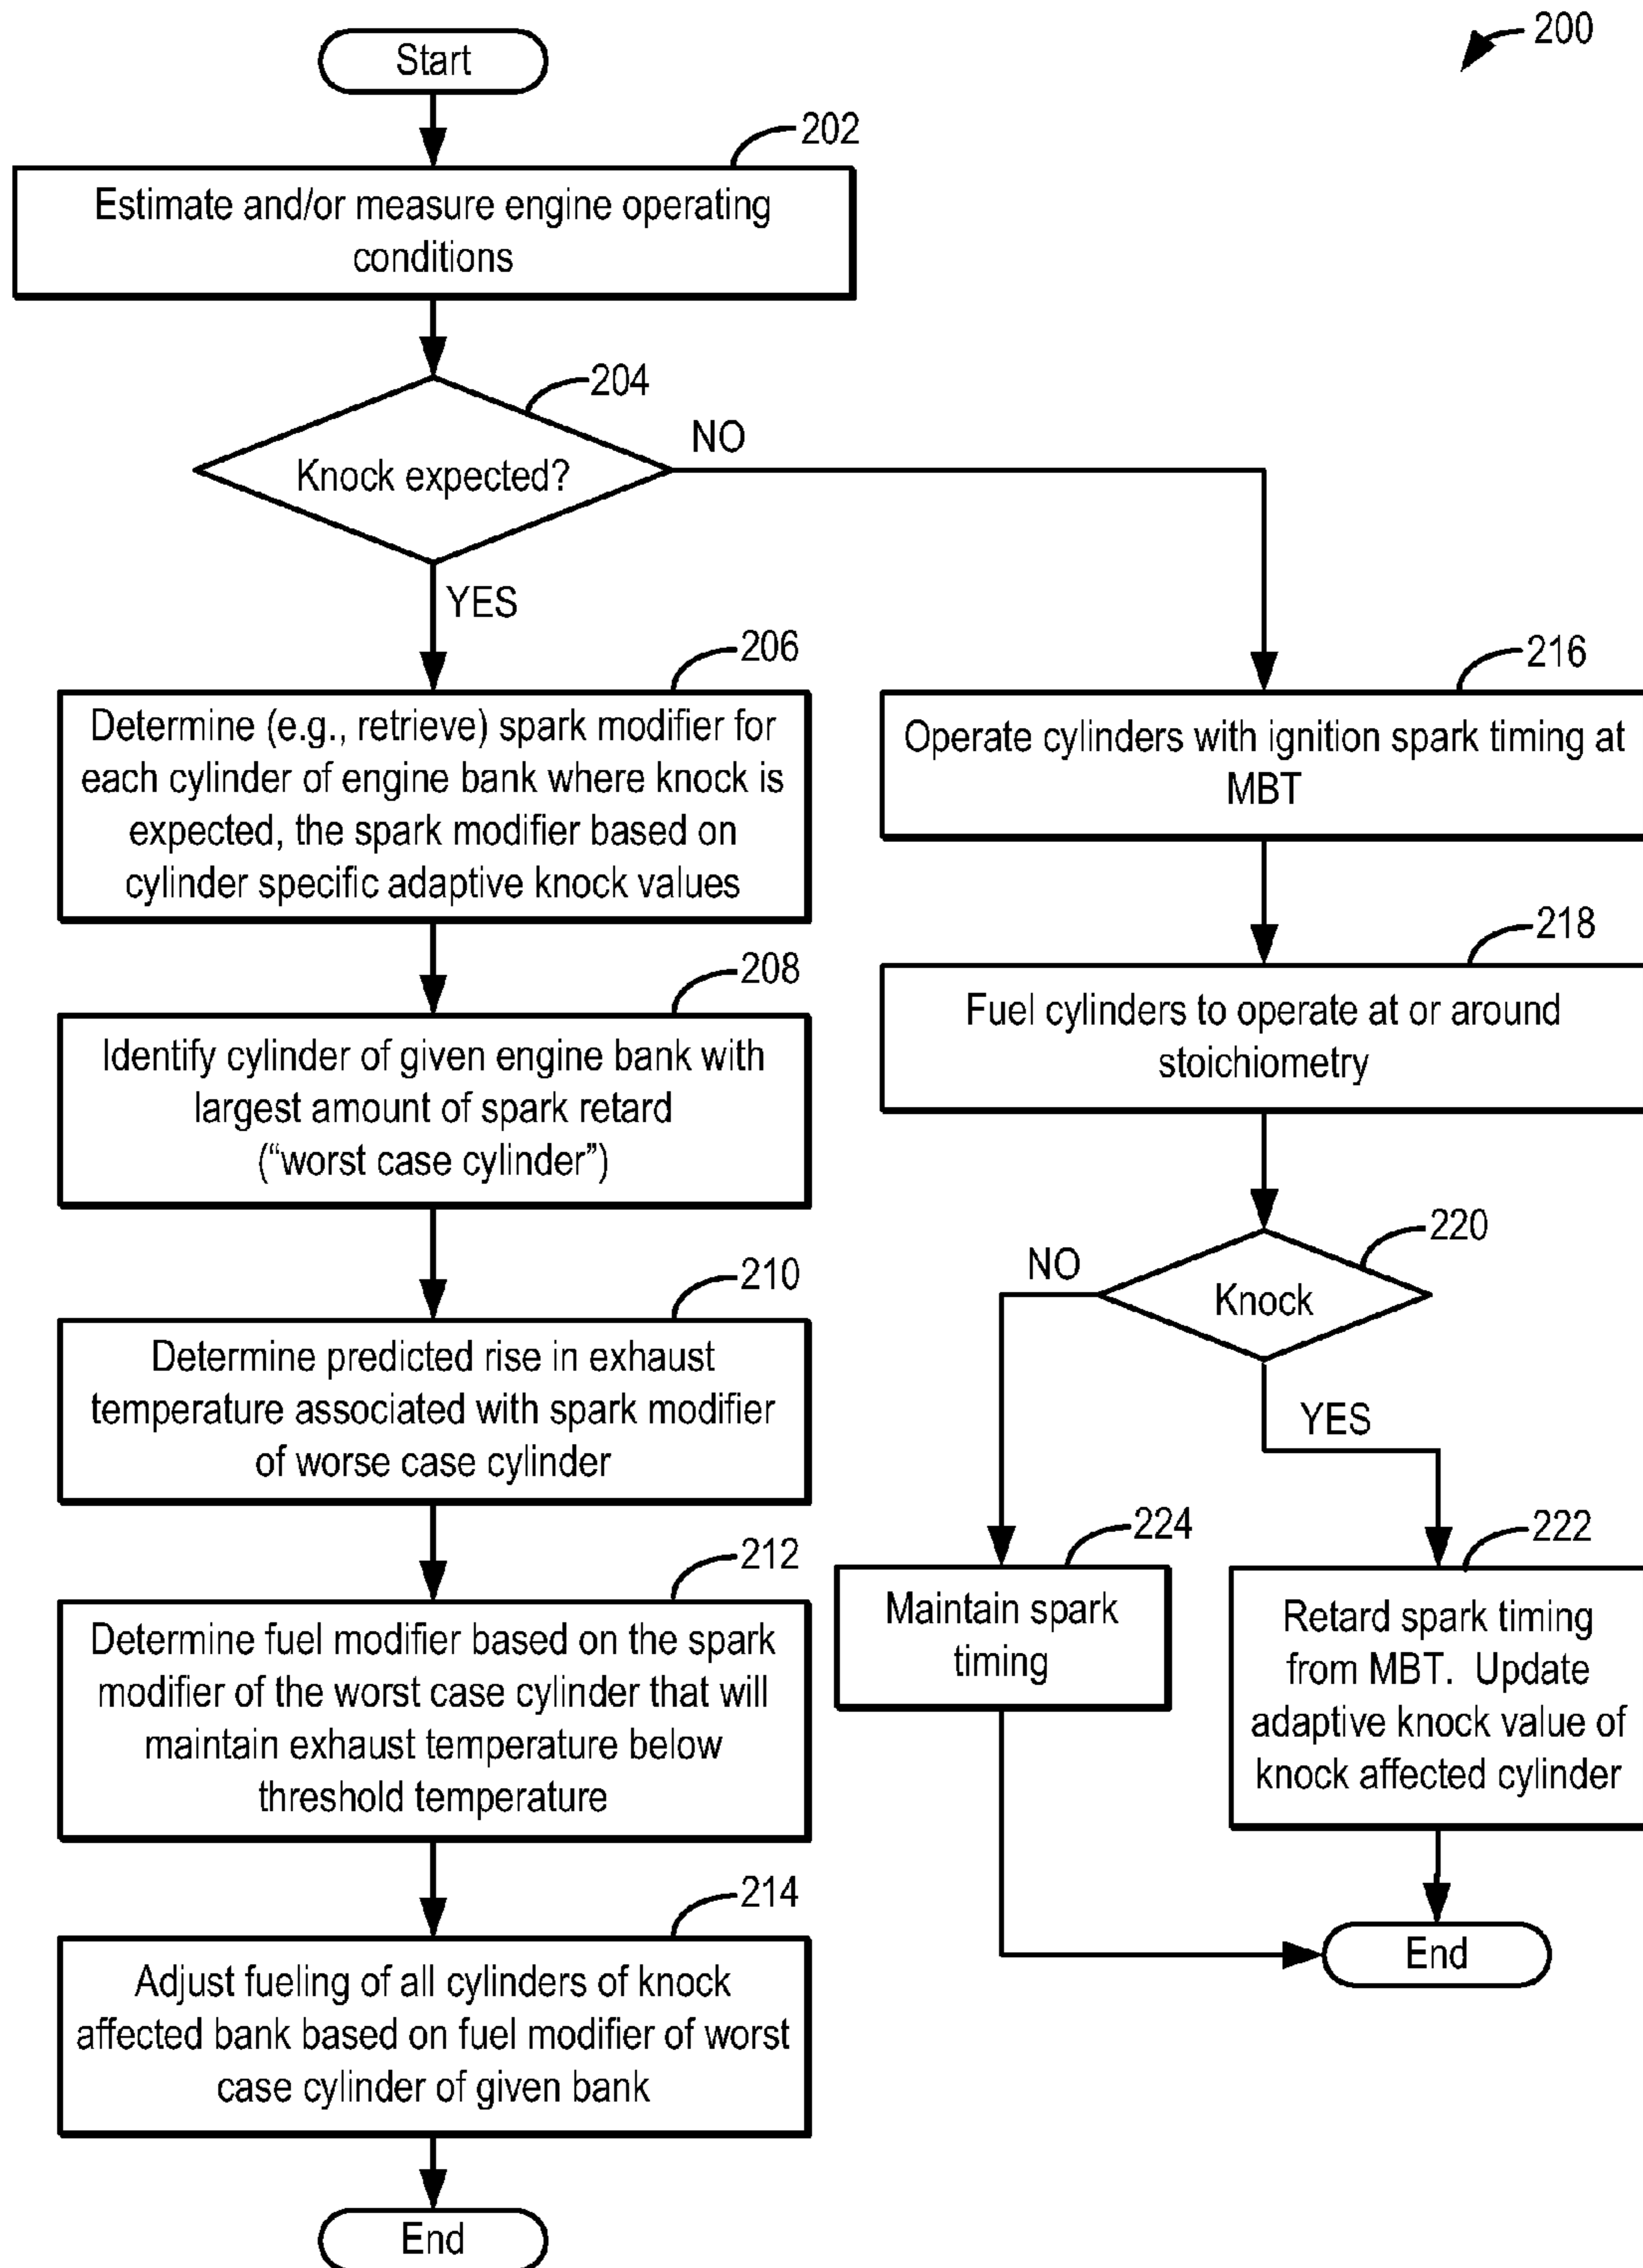 200
Start
202
Estimate and/or measure engine operating
conditions
204
Knock expected?
NO
YES
206
Determine (e.g., retrieve) spark modifier for
each cylinder of engine bank where knock is
expected, the spark modifier based on
cylinder specific adaptive knock values
208
Identify cylinder of given engine bank with
largest amount of spark retard
(“worst case cylinder”)
210
Determine predicted rise in exhaust
temperature associated with spark modifier
of worse case cylinder
212
Determine fuel modifier based on the spark
modifier of the worst case cylinder that will
maintain exhaust temperature below
threshold temperature
214
Adjust fueling of all cylinders of knock
affected bank based on fuel modifier of worst
case cylinder of given bank
End
216
Operate cylinders with ignition spark timing at
MBT
218
Fuel cylinders to operate at or around
stoichiometry
220
Knock
NO
YES
224
Maintain spark
timing
222
Retard spark timing
from MBT. Update
adaptive knock value of
knock affected cylinder
End